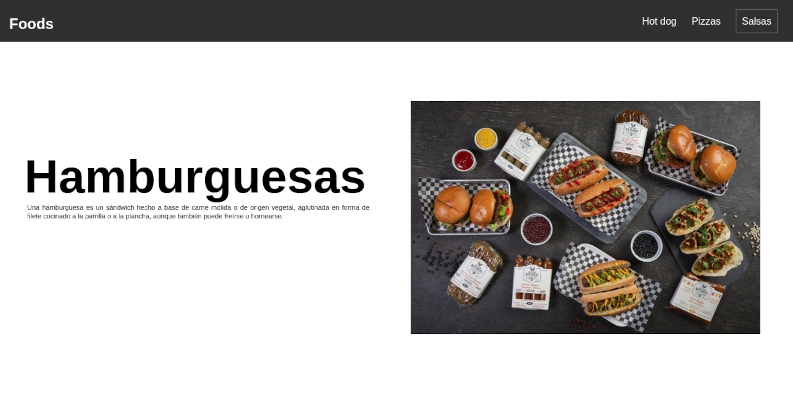 Foods
Hot dog Pizzas Salsas
Hamburguesas
Una hamburguesa es un sándwich hecho a base de carne molida o de origen vegetal, aglutinada en forma de
filete cocinado a la parrilla o a la plancha, aunque también puede freírse u hornearse.